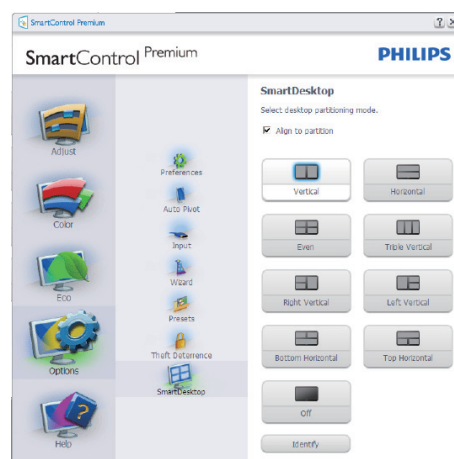 SmartControl Premium
SmartControl Premium
PHILIPS
Adjust
Color
Eco
Options
Help
Preferences
Auto Pivot
Input
Wizard
Presets
Theft Deterrence
SmartDesktop
SmartDesktop
Select desktop partitioning mode.
Align to partition
Vertical
Horizontal
Even
Triple Vertical
Right Vertical
Left Vertical
Bottom Horizontal
Top Horizontal
Off
Identify